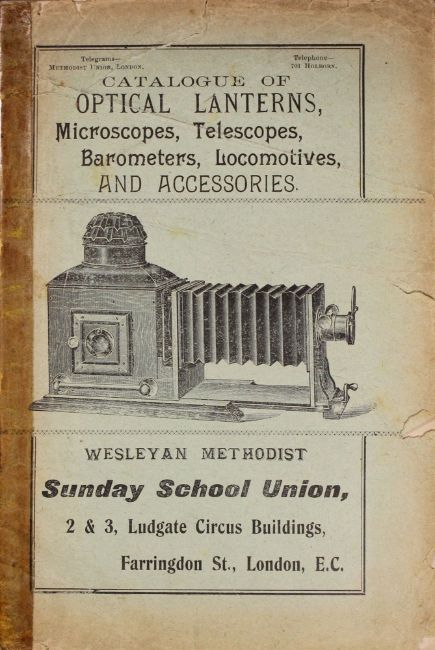 Telegrams—
METHODIST UNION, LONDON.
Telephone—
701 HOLBORN.
CATALOGUE OF
OPTICAL LANTERNS,
Microscopes, Telescopes,
Barometers, Locomotives,
AND ACCESSORIES.
WESLEYAN METHODIST
Sunday School Union,
2 & 3, Ludgate Circus Buildings,
Farringdon St., London, E.C.